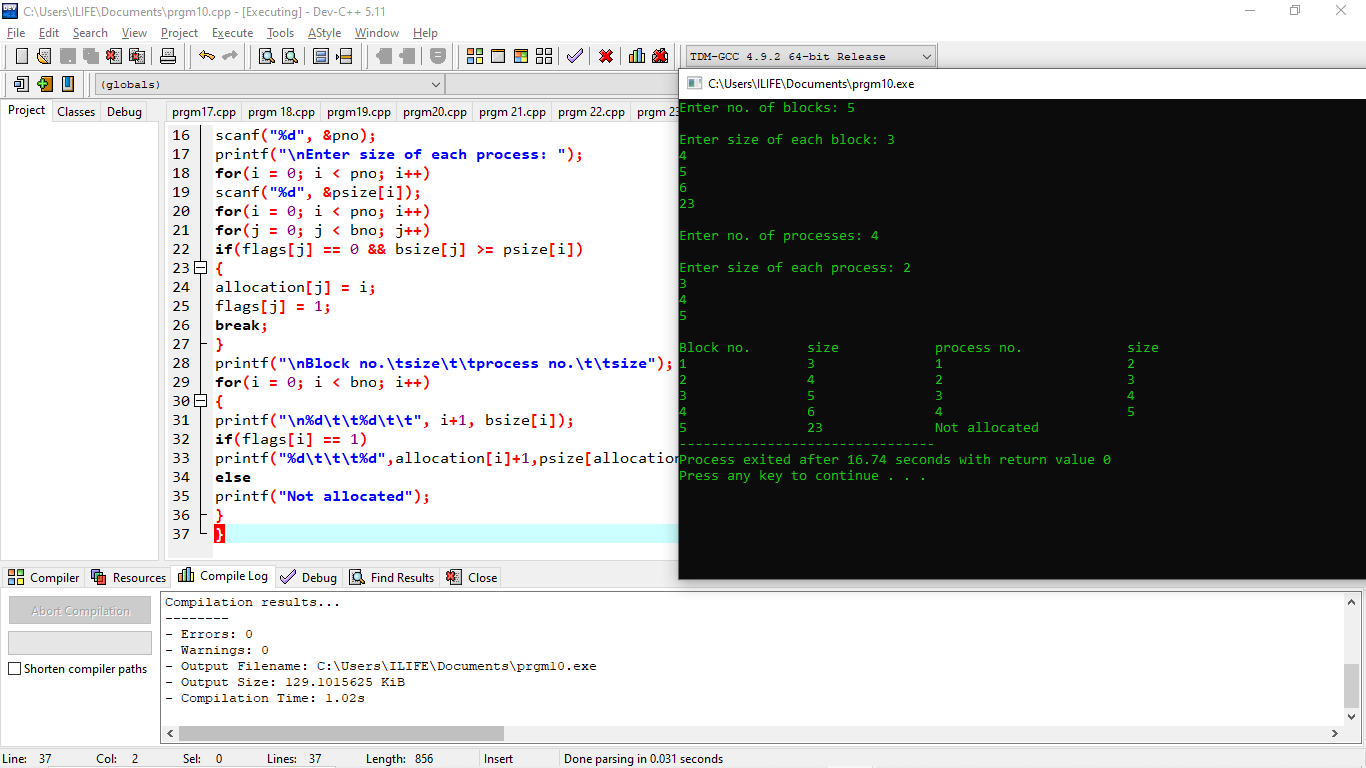 C:\Users\ILIFE\Documents\prgm10.cpp - [Executing] - Dev-C++ 5.11
File Edit Search View Project Execute Tools AStyle Window Help
TDM-GCC 4.9.2 64-bit Release
(globals)
Project Classes Debug
prgm17.cpp prgm 18.cpp prgm19.cpp prgm20.cpp prgm 21.cpp prgm 22.cpp prgm 23
16 scanf("%d", &pno);
17 printf("\nEnter size of each process: ");
18 for(i = 0; i < pno; i++)
19 scanf("%d", &psize[i]);
20 for(i = 0; i < pno; i++)
21 for(j = 0; j < bno; j++)
22 if(flags[j] == 0 && bsize[j] >= psize[i])
23 {
24 allocation[j] = i;
25 flags[j] = 1;
26 break;
27 }
28 printf("\nBlock no.\tsize\t\tprocess no.\t\tsize");
29 for(i = 0; i < bno; i++)
30 {
31 printf("\n%d\t\t%d\t\t", i+1, bsize[i]);
32 if(flags[i] == 1)
33 printf("%d\t\t\t%d",allocation[i]+1,psize[allocation
34 else
35 printf("Not allocated");
36 }
37 }
C:\Users\ILIFE\Documents\prgm10.exe
Enter no. of blocks: 5
Enter size of each block: 3
4
5
6
23
Enter no. of processes: 4
Enter size of each process: 2
3
4
5
Block no. size process no. size
1 3 1 2
2 4 2 3
3 5 3 4
4 6 4 5
5 23 Not allocated
--------------------------------
Process exited after 16.74 seconds with return value 0
Press any key to continue . . .
Compiler Resources Compile Log Debug Find Results Close
Abort Compilation
Shorten compiler paths
Compilation results...
--------
- Errors: 0
- Warnings: 0
- Output Filename: C:\Users\ILIFE\Documents\prgm10.exe
- Output Size: 129.1015625 KiB
- Compilation Time: 1.02s
Line: 37 Col: 2 Sel: 0 Lines: 37 Length: 856 Insert Done parsing in 0.031 seconds